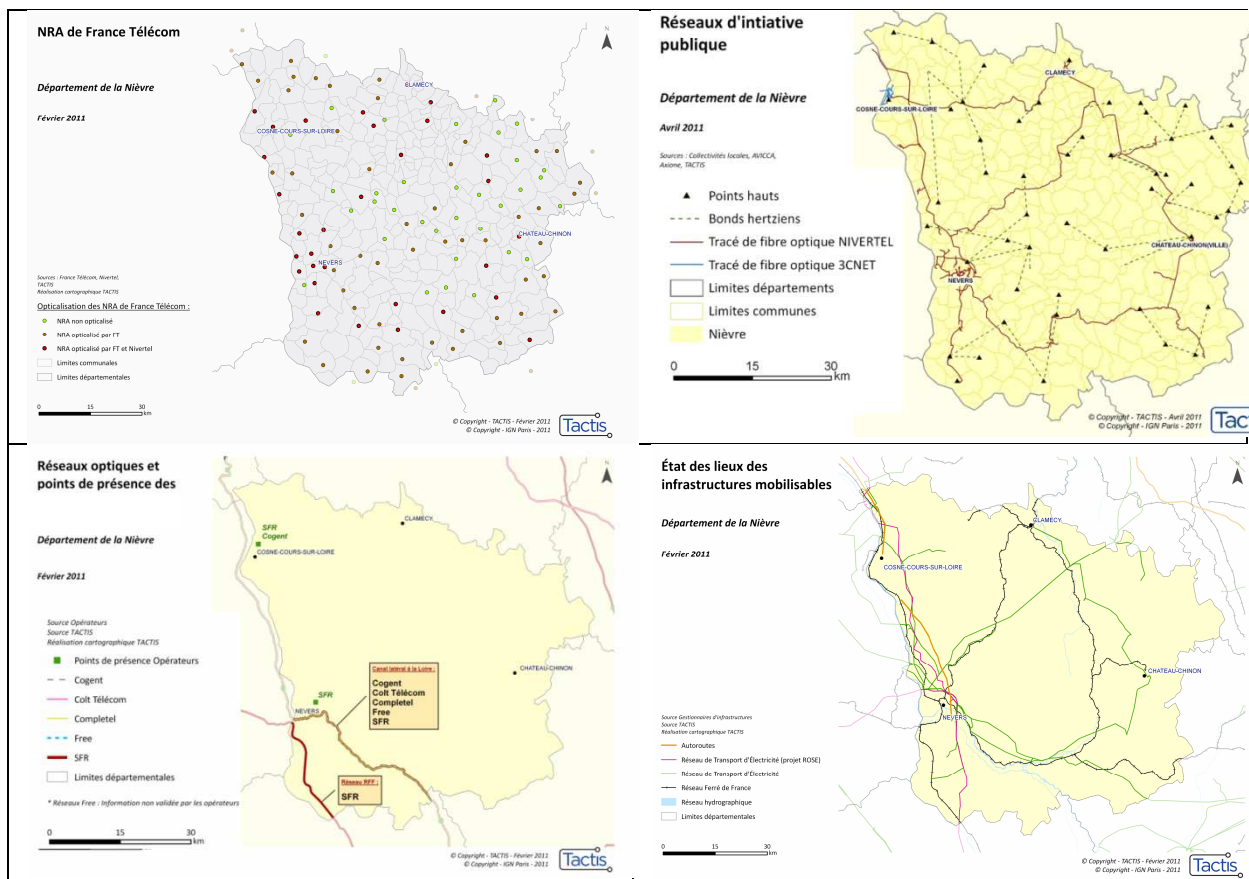 NRA de France Télécom
Département de la Nièvre
Février 2011
N
CLAMECY
COSNE-COURS-SUR-LOIRE
CHATEAU-CHINON
NEVERS
Sources : France Télécom, Nivertel,
TACTIS
Réalisation cartographique TACTIS
Opticalisation des NRA de France Télécom :
NRA non opticalisé
NRA opticalisé par FT
NRA opticalisé par FT et Nivertel
Limites communales
Limites départementales
0 15 30
km
© Copyright - TACTIS - Février 2011
© Copyright - IGN Paris - 2011
Tactis
Réseaux d'intiative
publique
Département de la Nièvre
Avril 2011
Sources : Collectivités locales, AVICCA,
Axione, TACTIS
Points hauts
Bonds hertziens
Tracé de fibre optique NIVERTEL
Tracé de fibre optique 3CNET
Limites départements
Limites communes
Nièvre
0 15 30
km
CLAMECY
COSNE-COURS-SUR-LOIRE
CHATEAU-CHINON(VILLE)
NEVERS
© Copyright - TACTIS - Avril 2011
© Copyright - IGN Paris - 2011
Tac
Réseaux optiques et
points de présence des
Département de la Nièvre
Février 2011
Source Opérateurs
Source TACTIS
Réalisation cartographique TACTIS
Points de présence Opérateurs
Cogent
Colt Télécom
Completel
Free
SFR
Limites départementales
* Réseaux Free : Information non validée par les opérateurs
0 15 30
km
N
CLAMECY
SFR
Cogent
COSNE-COURS-SUR-LOIRE
CHATEAU-CHINON
SFR
NEVERS
Canal latéral à la Loire :
Cogent
Colt Télécom
Completel
Free
SFR
Réseau RFF :
SFR
© Copyright - TACTIS - Février 2011
© Copyright - IGN Paris - 2011
Tactis
État des lieux des
infrastructures mobilisables
Département de la Nièvre
Février 2011
N
CLAMECY
COSNE-COURS-SUR-LOIRE
CHATEAU-CHINON
NEVERS
Source Gestionnaires d'infrastructures
Source TACTIS
Réalisation cartographique TACTIS
Autoroutes
Réseau de Transport d'Électricité (projet ROSE)
Réseau de Transport d'Électricité
Réseau Ferré de France
Réseau hydrographique
Limites départementales
0 15 30
km
© Copyright - TACTIS - Février 2011
© Copyright - IGN Paris - 2011
Tactis